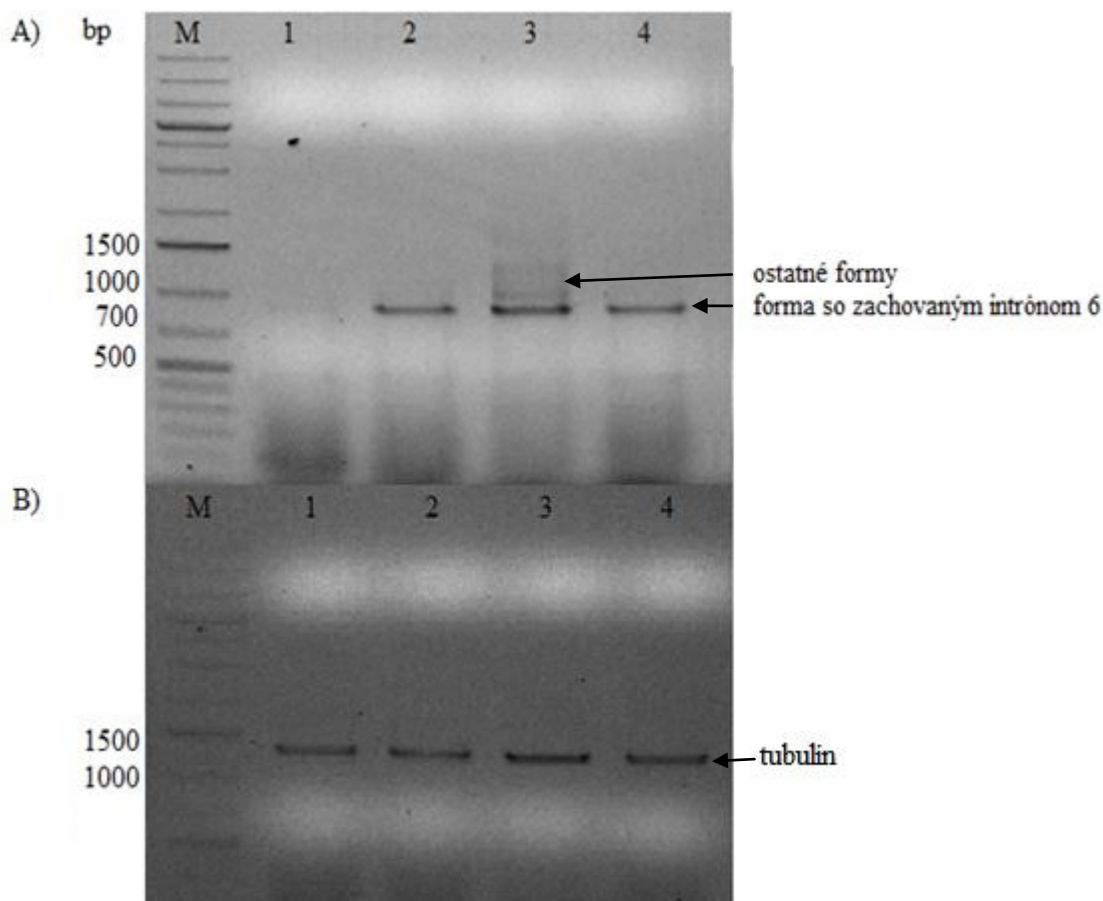 A) bp M 1 2 3 4
1500
1000
700
500
ostatné formy
forma so zachovaným intrónom 6
B) M 1 2 3 4
1500
1000
tubulin